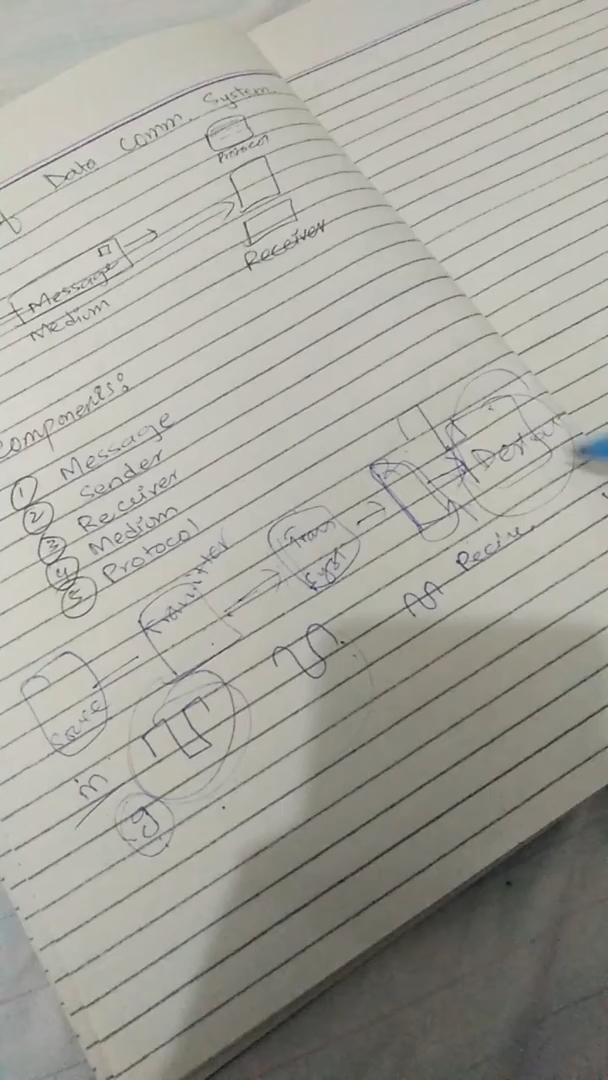 Data Comm. System
Protocol
Message
Medium
Receiver
Components:
① Message
② Sender
③ Receiver
④ Medium
⑤ Protocol
Source
Transmitter
Trans
Syst
Destin
g